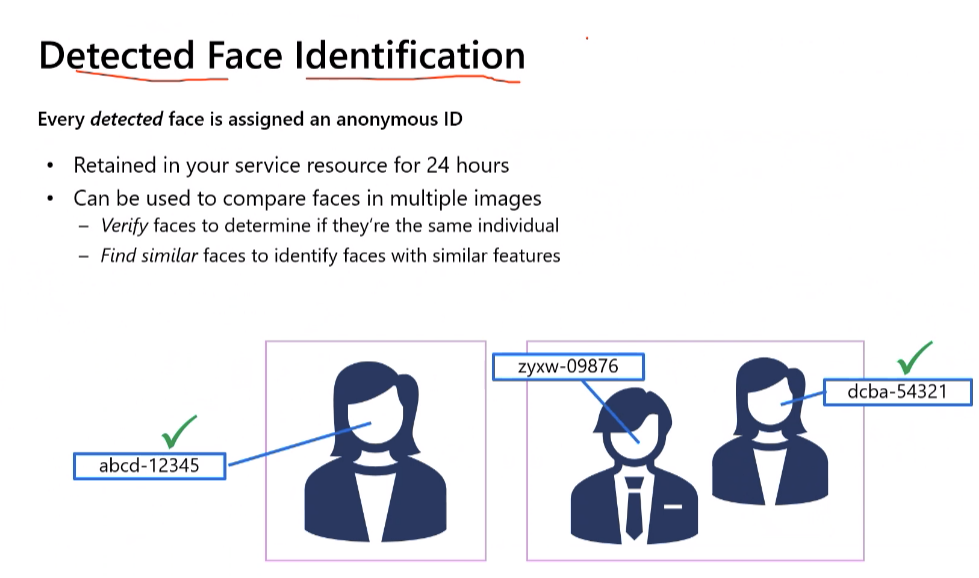 Detected Face Identification
Every detected face is assigned an anonymous ID
• Retained in your service resource for 24 hours
• Can be used to compare faces in multiple images
– Verify faces to determine if they're the same individual
– Find similar faces to identify faces with similar features
zyxw-09876
dcba-54321
abcd-12345